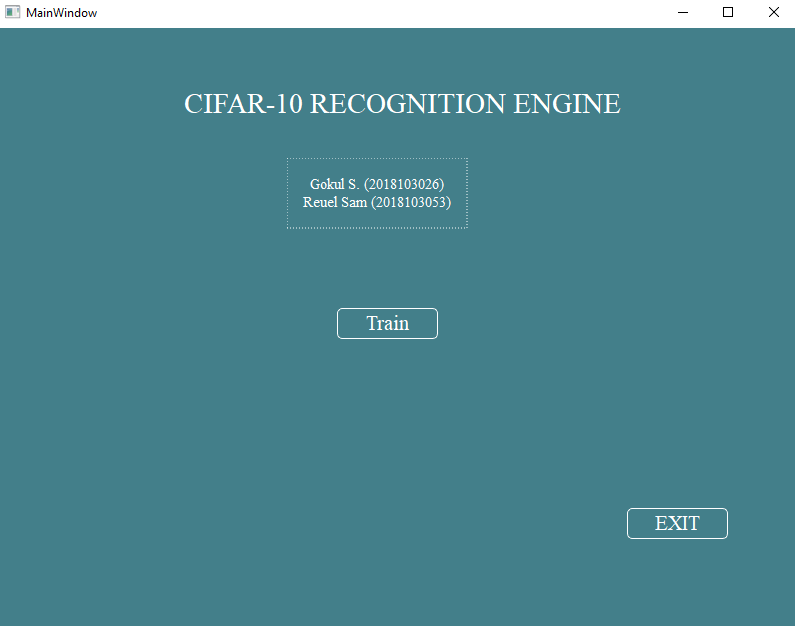 MainWindow
CIFAR-10 RECOGNITION ENGINE
Gokul S. (2018103026)
Reuel Sam (2018103053)
Train
EXIT